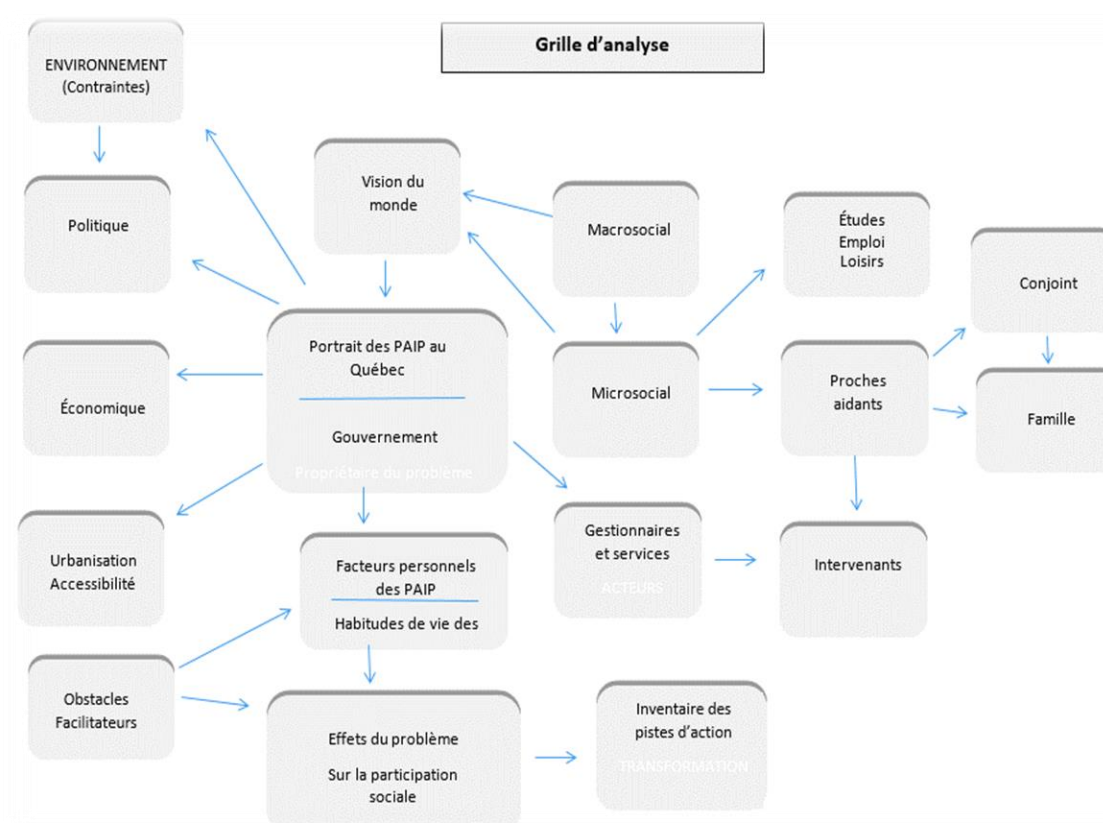 Grille d’analyse
ENVIRONNEMENT
(Contraintes)
Vision du
monde
Politique
Macrosocial
Études
Emploi
Loisirs
Conjoint
Portrait des PAIP au
Québec
Gouvernement
Propriétaire du problème
Économique
Microsocial
Proches
aidants
Famille
Urbanisation
Accessibilité
Facteurs personnels
des PAIP
Habitudes de vie des
Gestionnaires
et services
ACTEURS
Intervenants
Obstacles
Facilitateurs
Effets du problème
Sur la participation
sociale
Inventaire des
pistes d’action
TRANSFORMATION